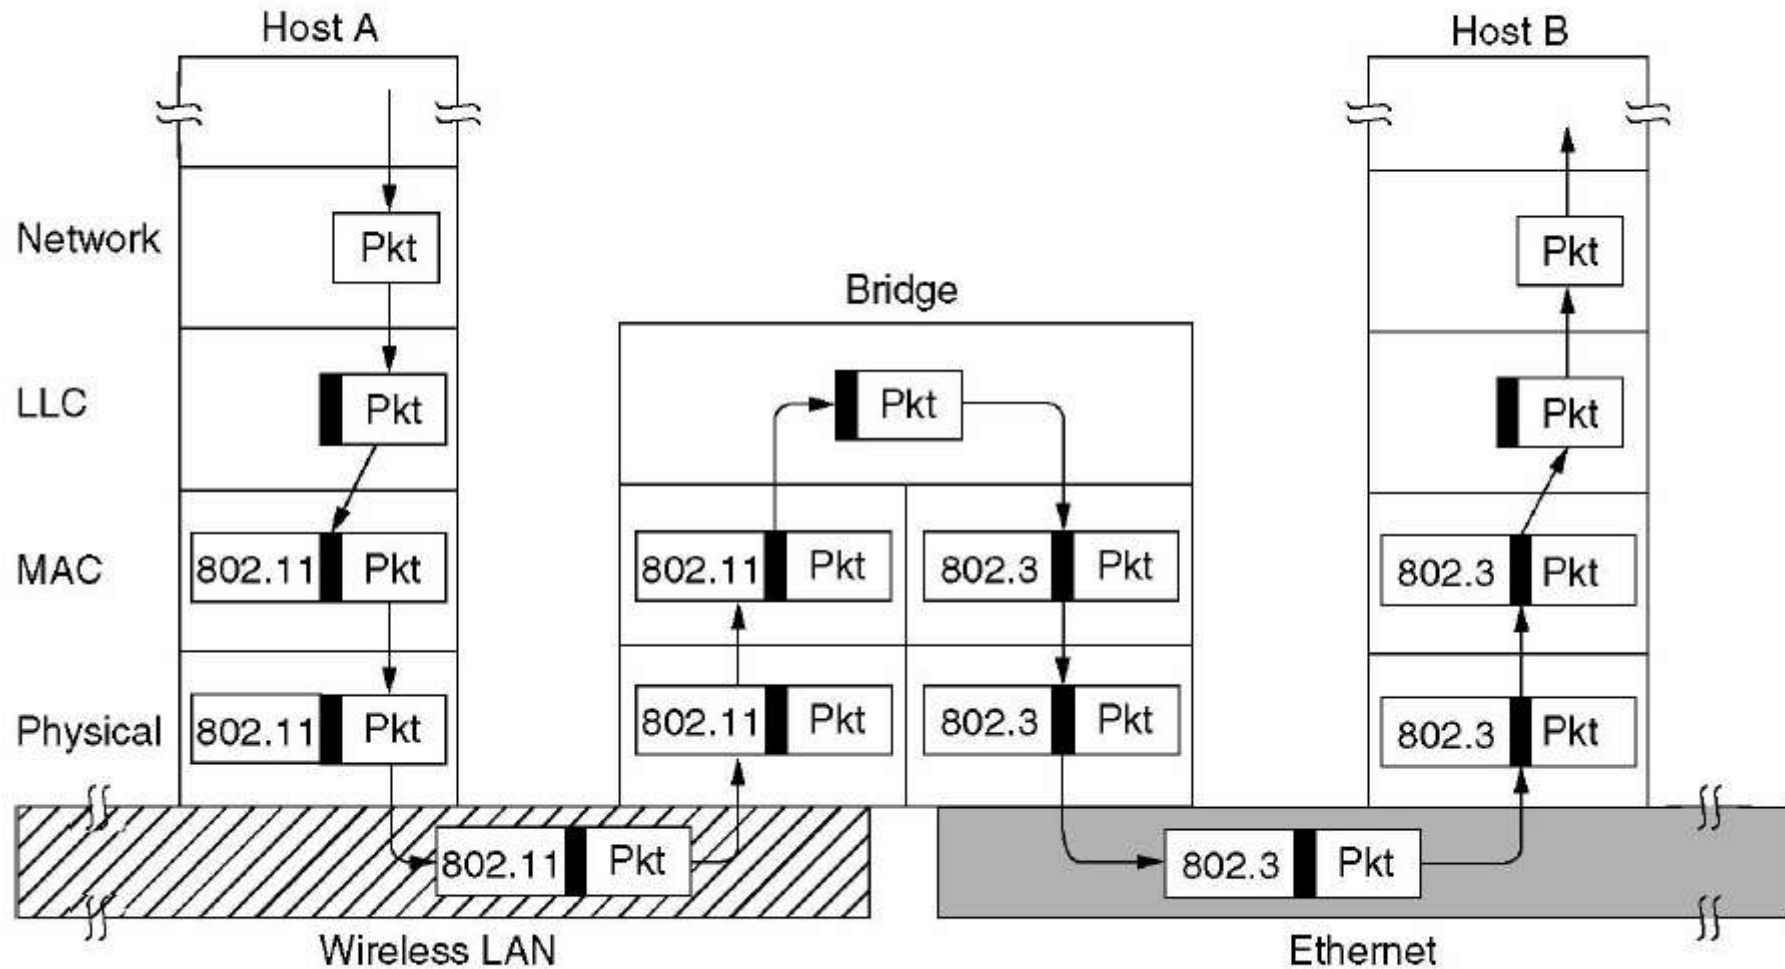 Host A
Host B
Network
Pkt
Pkt
Bridge
LLC
Pkt
Pkt
Pkt
MAC
802.11 Pkt
802.11 Pkt
802.3 Pkt
802.3 Pkt
Physical
802.11 Pkt
802.11 Pkt
802.3 Pkt
802.3 Pkt
802.11 Pkt
802.3 Pkt
Wireless LAN
Ethernet